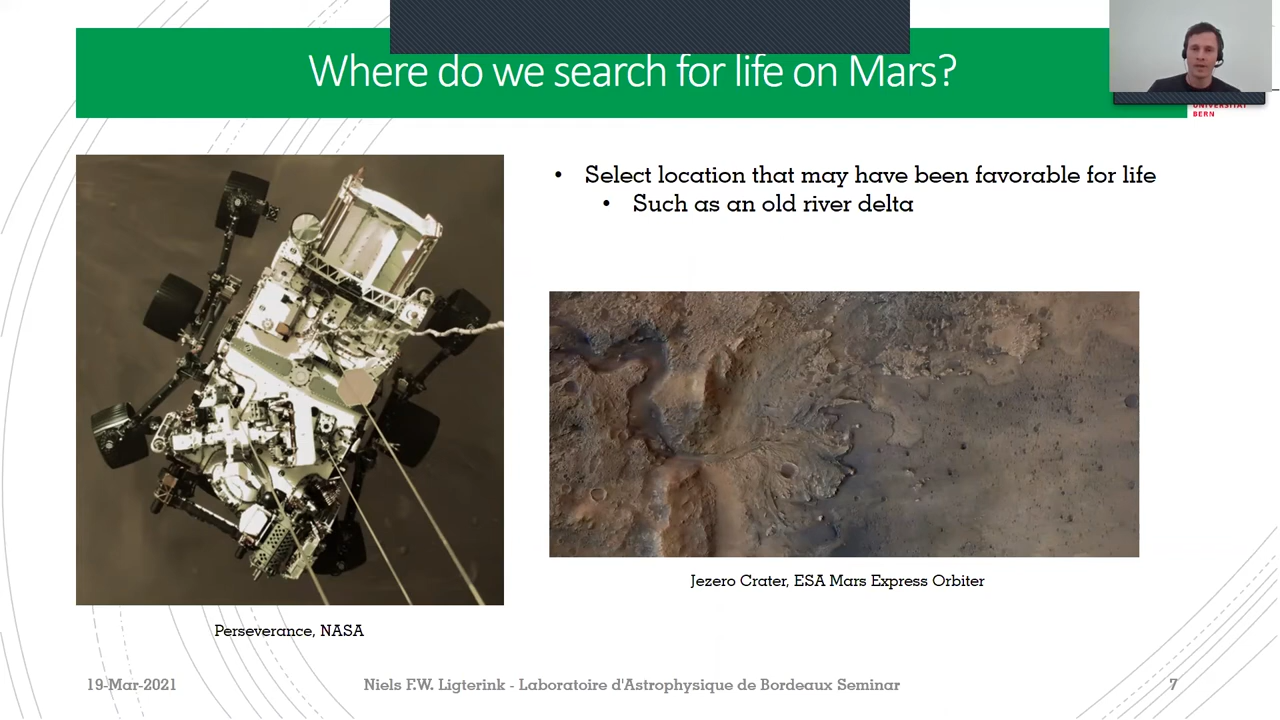 Where do we search for life on Mars?
UNIVERSITÄT
BERN
• Select location that may have been favorable for life
• Such as an old river delta
Jezero Crater, ESA Mars Express Orbiter
Perseverance, NASA
19-Mar-2021
Niels F.W. Ligterink - Laboratoire d'Astrophysique de Bordeaux Seminar
7